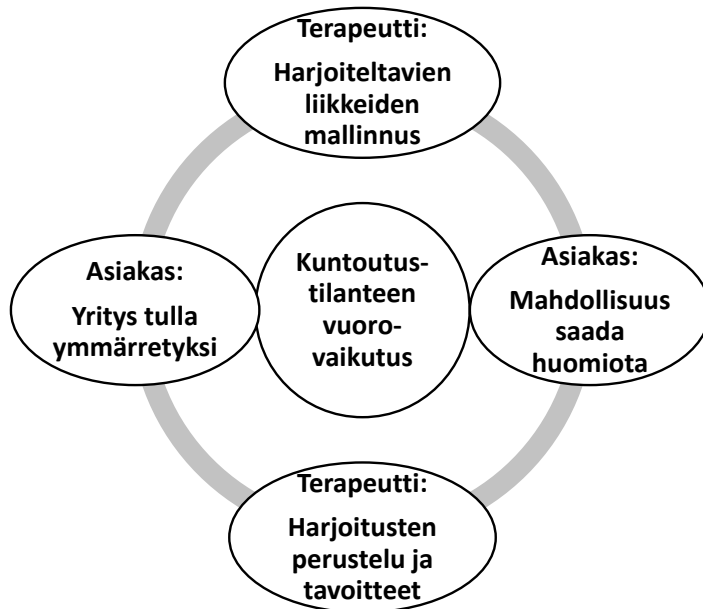 Terapeutti:
Harjoiteltavien
liikkeiden
mallinnus
Asiakas:
Yritys tulla
ymmärretyksi
Kuntoutus-
tilanteen
vuoro-
vaikutus
Asiakas:
Mahdollisuus
saada
huomiota
Terapeutti:
Harjoitusten
perustelu ja
tavoitteet